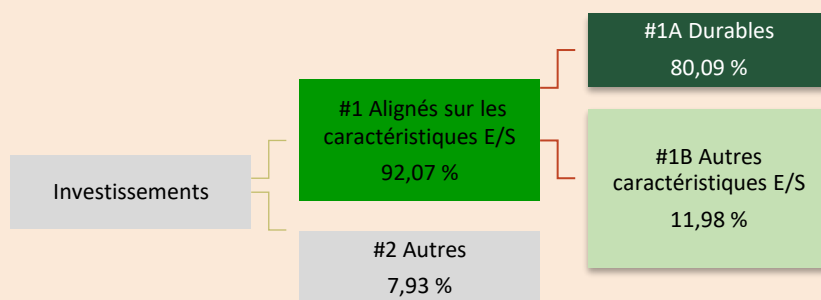 Investissements
#1 Alignés sur les
caractéristiques E/S
92,07 %
#2 Autres
7,93 %
#1A Durables
80,09 %
#1B Autres
caractéristiques E/S
11,98 %